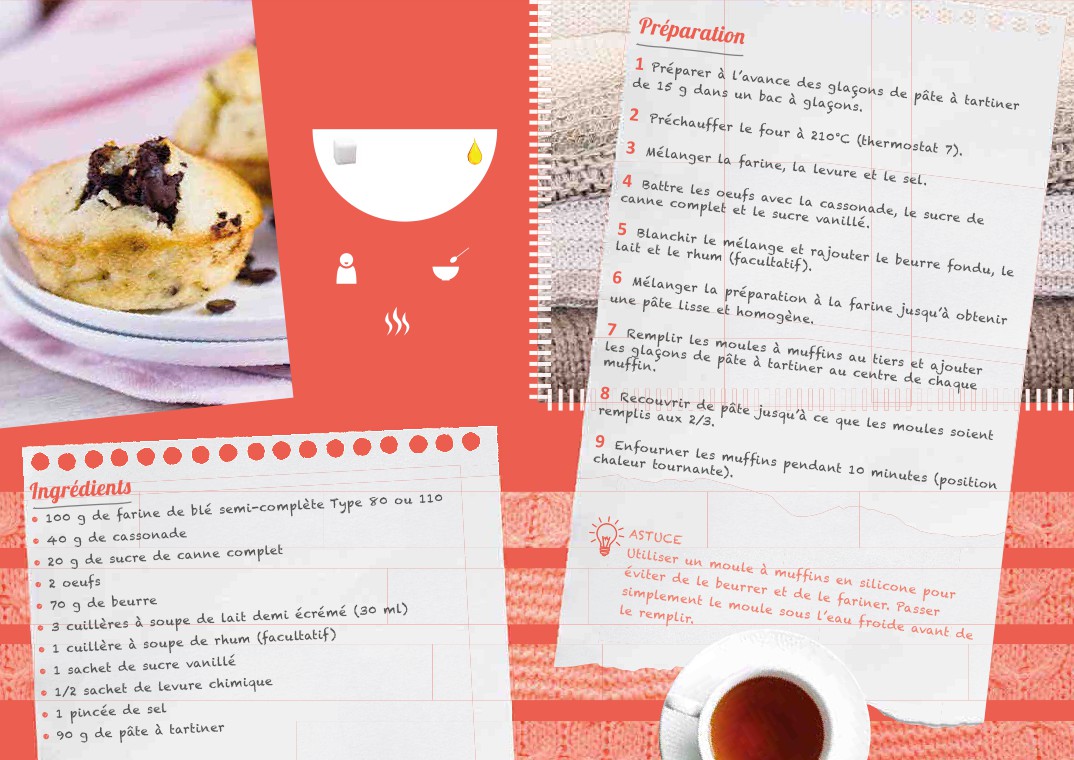 Ingrédients
• 100 g de farine de blé semi-complète Type 80 ou 110
• 40 g de cassonade
• 20 g de sucre de canne complet
• 2 oeufs
• 70 g de beurre
• 3 cuillères à soupe de lait demi écrémé (30 ml)
• 1 cuillère à soupe de rhum (facultatif)
• 1 sachet de sucre vanillé
• 1/2 sachet de levure chimique
• 1 pincée de sel
• 90 g de pâte à tartiner
Préparation
1 Préparer à l'avance des glaçons de pâte à tartiner
de 15 g dans un bac à glaçons.
2 Préchauffer le four à 210°C (thermostat 7).
3 Mélanger la farine, la levure et le sel.
4 Battre les oeufs avec la cassonade, le sucre de
canne complet et le sucre vanillé.
5 Blanchir le mélange et rajouter le beurre fondu, le
lait et le rhum (facultatif).
6 Mélanger la préparation à la farine jusqu'à obtenir
une pâte lisse et homogène.
7 Remplir les moules à muffins au tiers et ajouter
les glaçons de pâte à tartiner au centre de chaque
muffin.
8 Recouvrir de pâte jusqu'à ce que les moules soient
remplis aux 2/3.
9 Enfourner les muffins pendant 10 minutes (position
chaleur tournante).
ASTUCE
Utiliser un moule à muffins en silicone pour
éviter de le beurrer et de le fariner. Passer
simplement le moule sous l'eau froide avant de
le remplir.